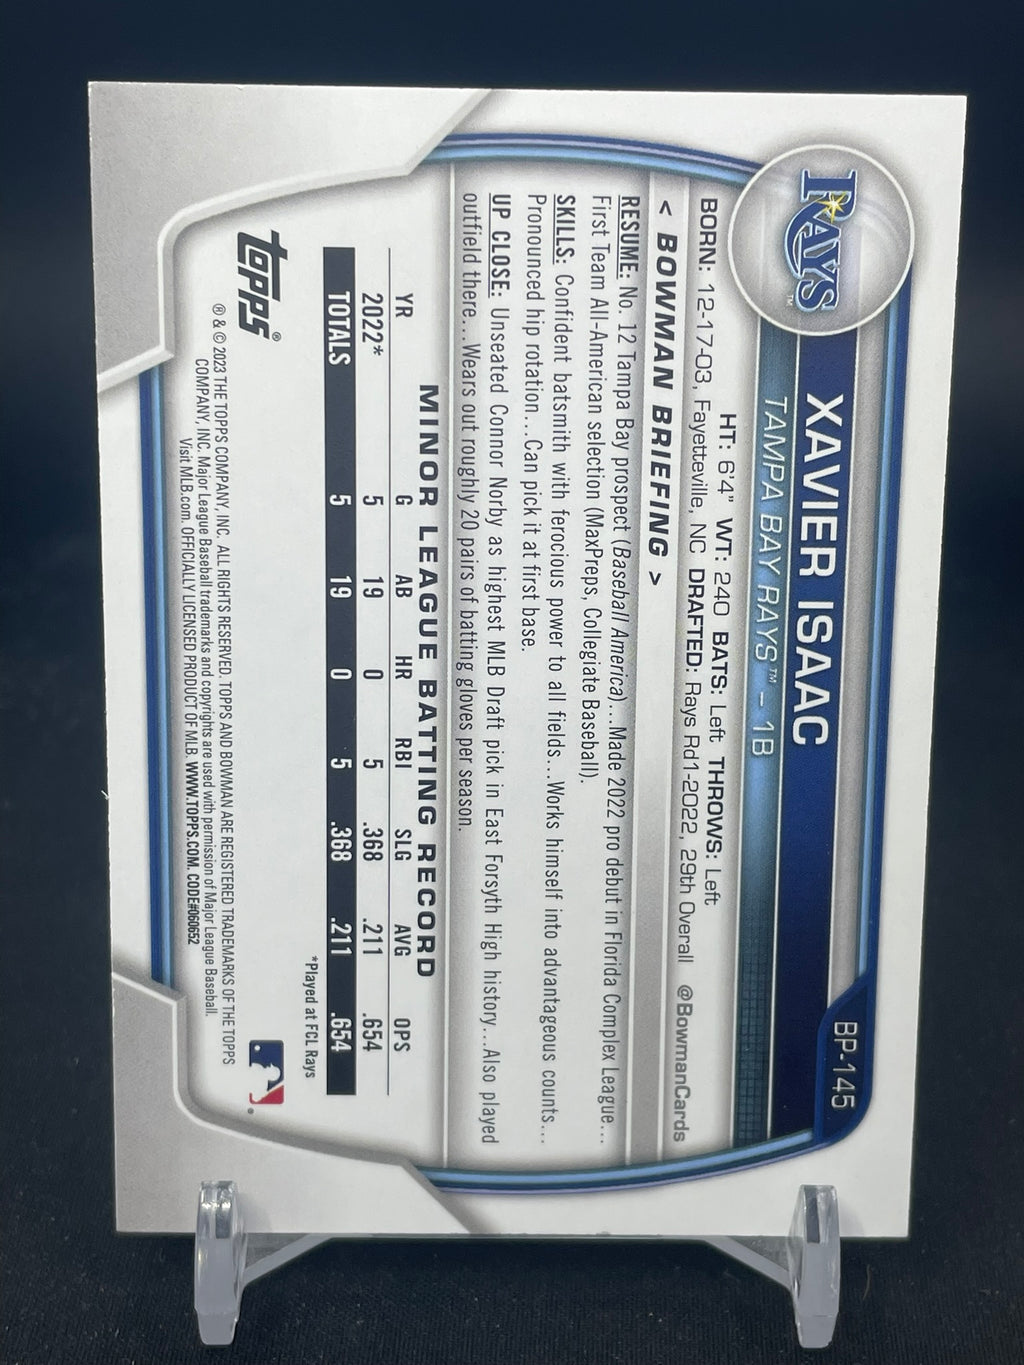 RAYS™
XAVIER ISAAC
BP-145
TAMPA BAY RAYS™ – 1B
HT: 6'4" WT: 240 BATS: Left THROWS: Left
BORN: 12-17-03, Fayetteville, NC DRAFTED: Rays Rd1-2022, 29th Overall @BowmanCards
< BOWMAN BRIEFING >
RESUME: No. 12 Tampa Bay prospect (Baseball America)...Made 2022 pro debut in Florida Complex League...
First Team All-American selection (MaxPreps, Collegiate Baseball).
SKILLS: Confident batsmith with ferocious power to all fields...Works himself into advantageous counts...
Pronounced hip rotation...Can pick it at first base.
UP CLOSE: Unseated Connor Norby as highest MLB Draft pick in East Forsyth High history...Also played
outfield there...Wears out roughly 20 pairs of batting gloves per season.
MINOR LEAGUE BATTING RECORD
YR G AB HR RBI SLG AVG OPS
2022* 5 19 0 5 .368 .211 .654
TOTALS 5 19 0 5 .368 .211 .654
*Played at FCL Rays
topps®
® & © 2023 THE TOPPS COMPANY, INC. ALL RIGHTS RESERVED. TOPPS AND BOWMAN ARE REGISTERED TRADEMARKS OF THE TOPPS
COMPANY, INC. Major League Baseball trademarks and copyrights are used with permission of Major League Baseball.
Visit MLB.com. OFFICIALLY LICENSED PRODUCT OF MLB. WWW.TOPPS.COM. CODE#060652